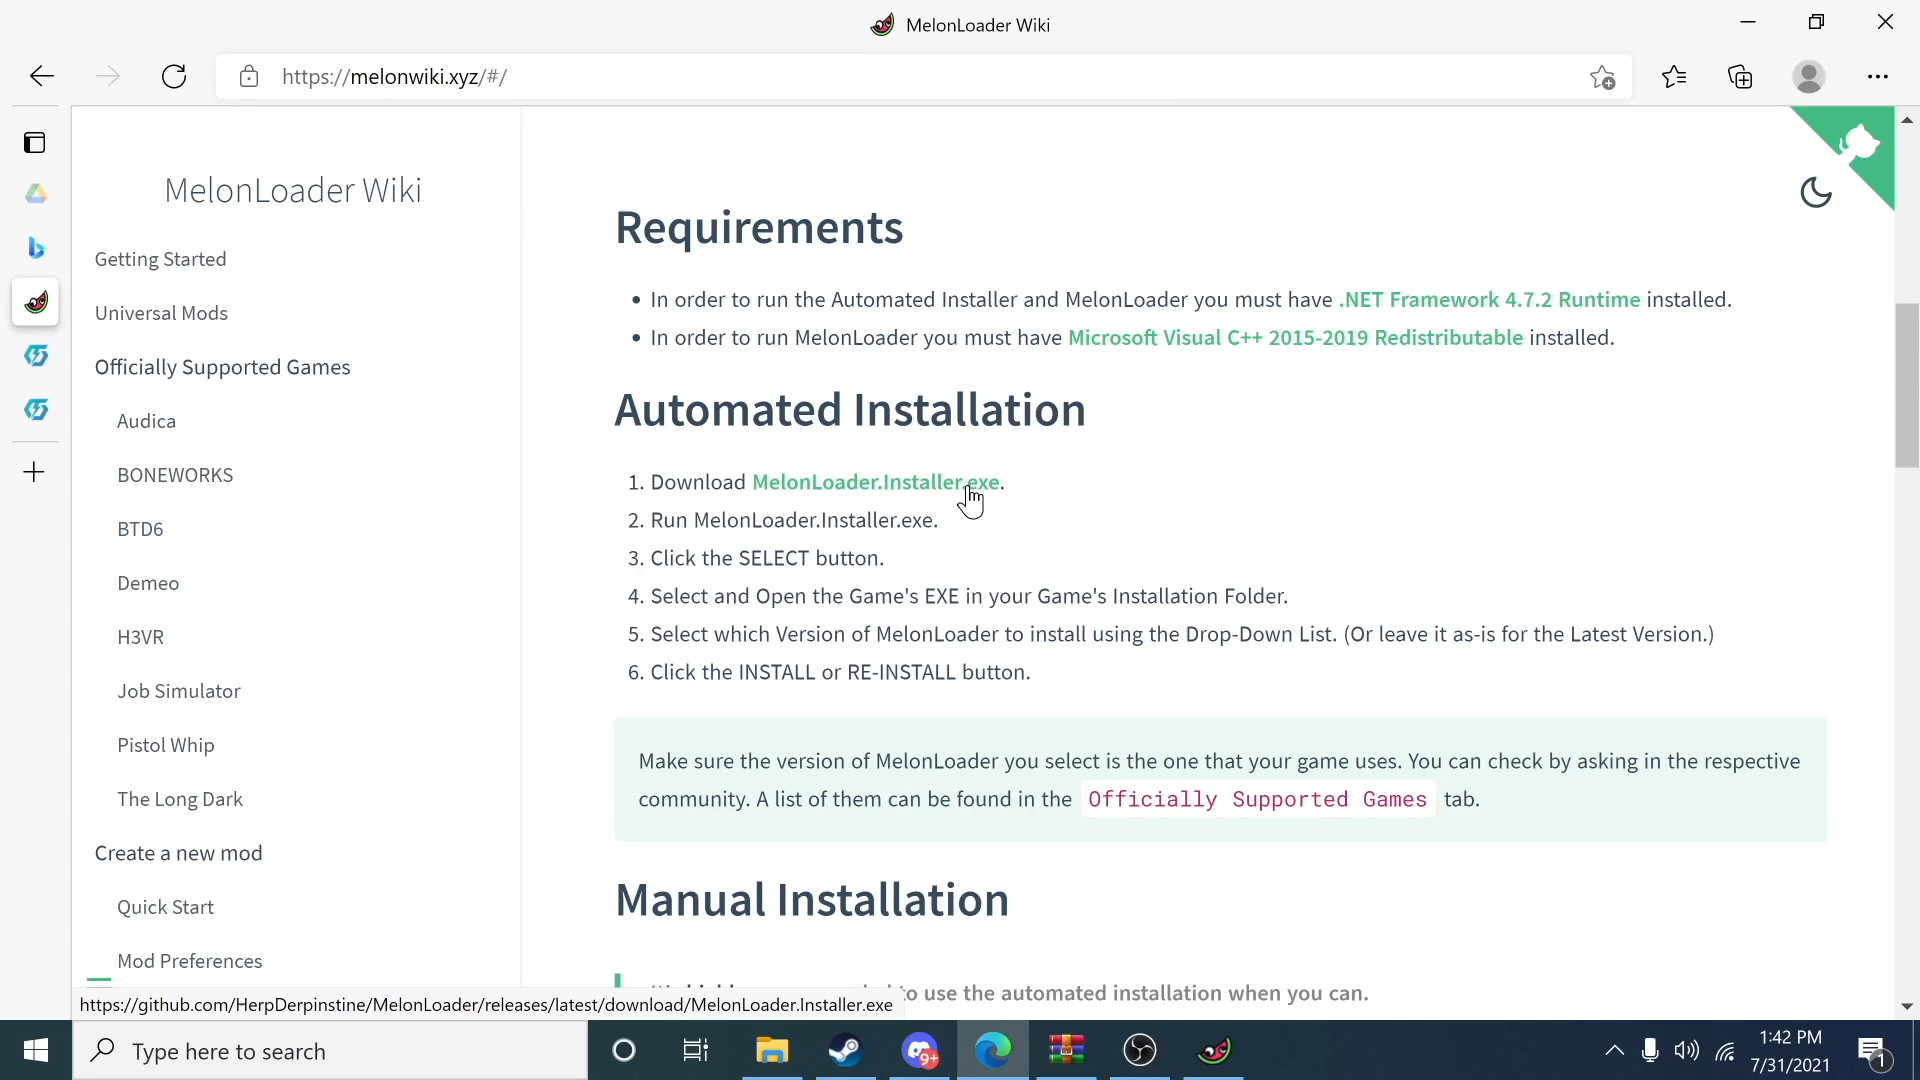 MelonLoader Wiki
https://melonwiki.xyz/#/
MelonLoader Wiki
Getting Started
Universal Mods
Officially Supported Games
Audica
BONEWORKS
BTD6
Demeo
H3VR
Job Simulator
Pistol Whip
The Long Dark
Create a new mod
Quick Start
Mod Preferences
Requirements
• In order to run the Automated Installer and MelonLoader you must have .NET Framework 4.7.2 Runtime installed.
• In order to run MelonLoader you must have Microsoft Visual C++ 2015-2019 Redistributable installed.
Automated Installation
1. Download MelonLoader.Installer.exe.
2. Run MelonLoader.Installer.exe.
3. Click the SELECT button.
4. Select and Open the Game's EXE in your Game's Installation Folder.
5. Select which Version of MelonLoader to install using the Drop-Down List. (Or leave it as-is for the Latest Version.)
6. Click the INSTALL or RE-INSTALL button.
Make sure the version of MelonLoader you select is the one that your game uses. You can check by asking in the respective
community. A list of them can be found in the Officially Supported Games tab.
Manual Installation
to use the automated installation when you can.
https://github.com/HerpDerpinstine/MelonLoader/releases/latest/download/MelonLoader.Installer.exe
Type here to search
9+
1:42 PM
7/31/2021
1